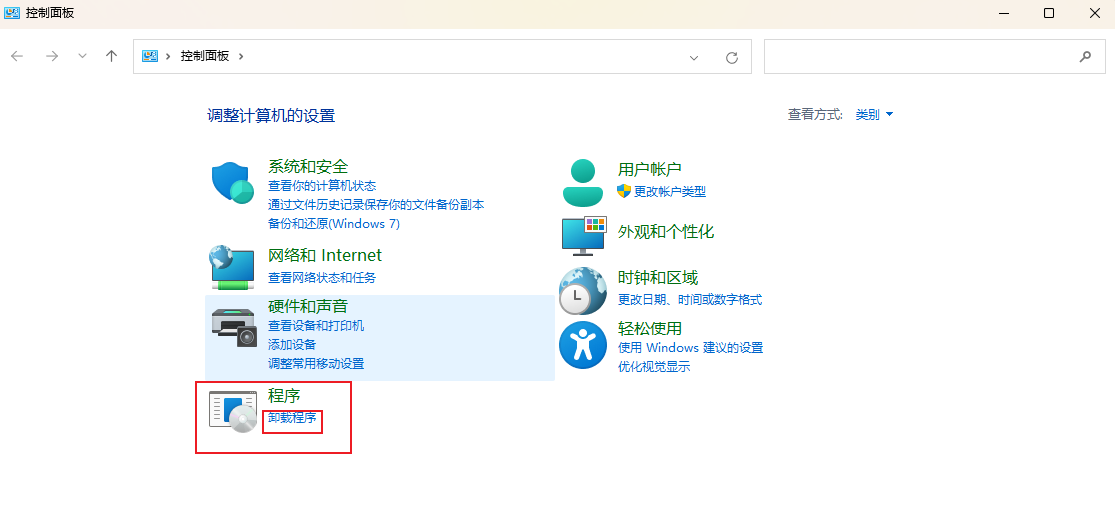 控制面板
控制面板
调整计算机的设置
查看方式: 类别
系统和安全
查看你的计算机状态
通过文件历史记录保存你的文件备份副本
备份和还原(Windows 7)
网络和 Internet
查看网络状态和任务
硬件和声音
查看设备和打印机
添加设备
调整常用移动设置
程序
卸载程序
用户帐户
更改帐户类型
外观和个性化
时钟和区域
更改日期、时间或数字格式
轻松使用
使用 Windows 建议的设置
优化视觉显示